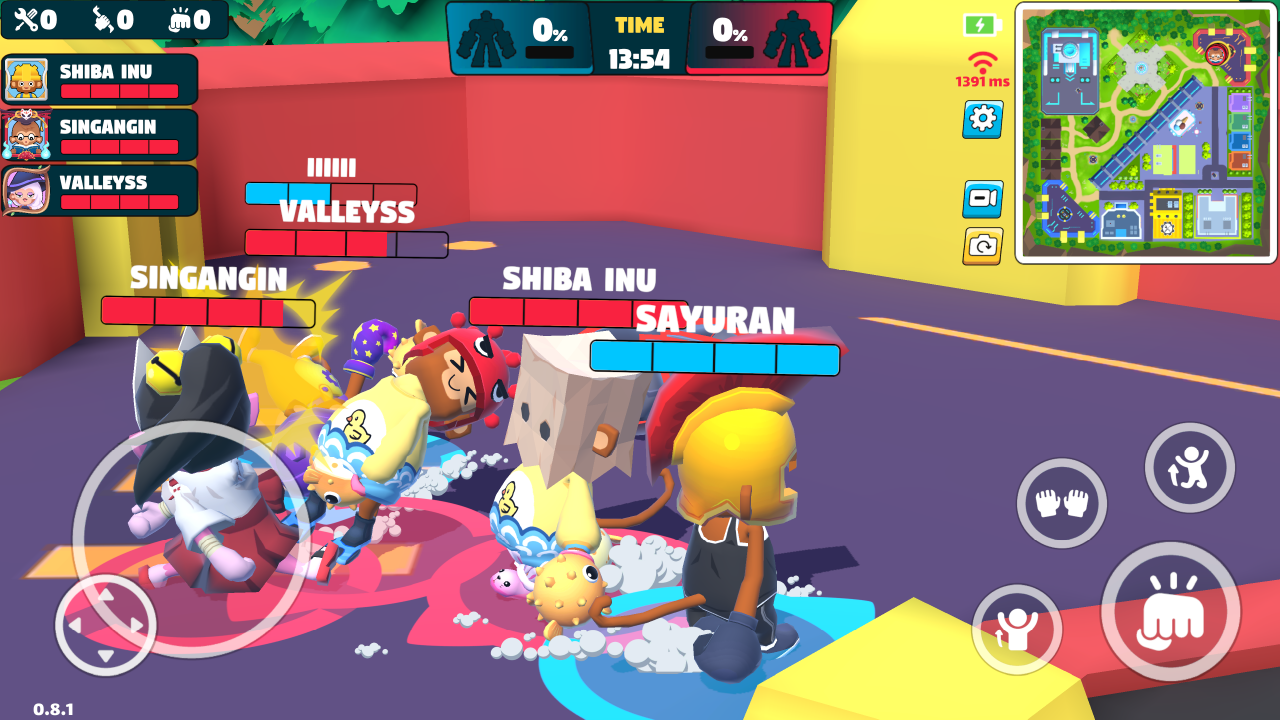 0 0 0
0% TIME 0%
13:54
1391 ms
SHIBA INU
SINGANGIN
VALLEYSS
IIIIII
VALLEYSS
SINGANGIN
SHIBA INU
SAYURAN
0.8.1